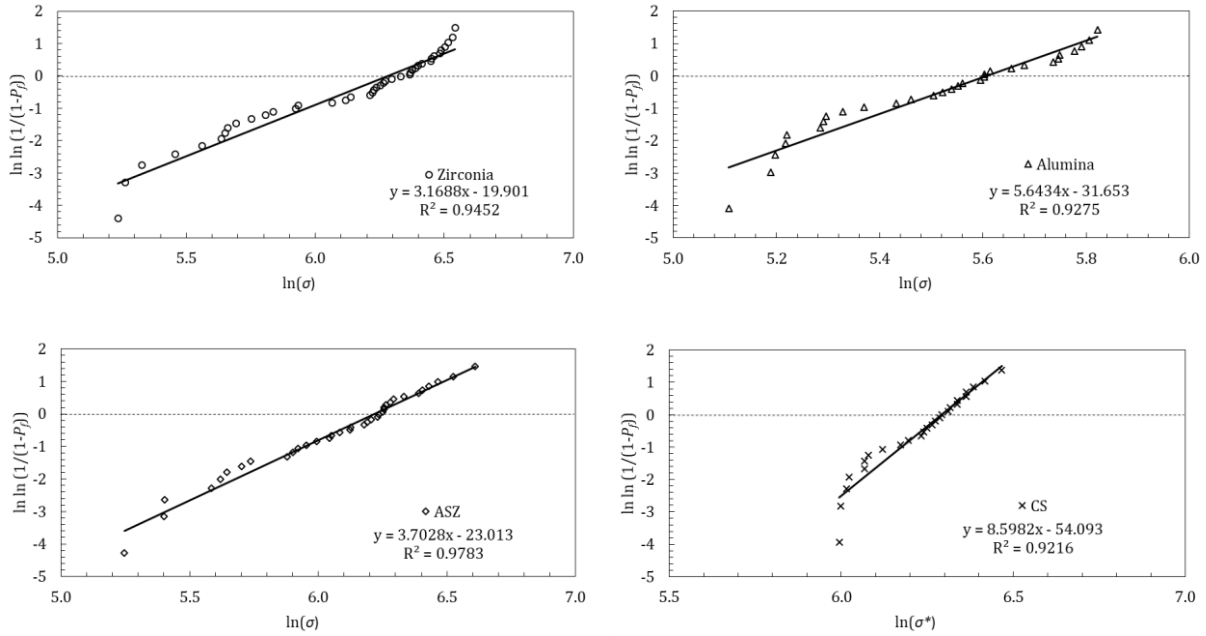 2
1
0
-1
-2
-3
-4
-5
ln ln (1/(1-Pf))
Zirconia
y = 3.1688x - 19.901
R² = 0.9452
5.0 5.5 6.0 6.5 7.0
ln(σ)
2
1
0
-1
-2
-3
-4
-5
ln ln (1/(1-Pf))
Alumina
y = 5.6434x - 31.653
R² = 0.9275
5.0 5.2 5.4 5.6 5.8 6.0
ln(σ)
2
1
0
-1
-2
-3
-4
-5
ln ln (1/(1-Pf))
ASZ
y = 3.7028x - 23.013
R² = 0.9783
5.0 5.5 6.0 6.5 7.0
ln(σ)
2
1
0
-1
-2
-3
-4
-5
ln ln (1/(1-Pf))
CS
y = 8.5982x - 54.093
R² = 0.9216
5.5 6.0 6.5 7.0
ln(σ*)